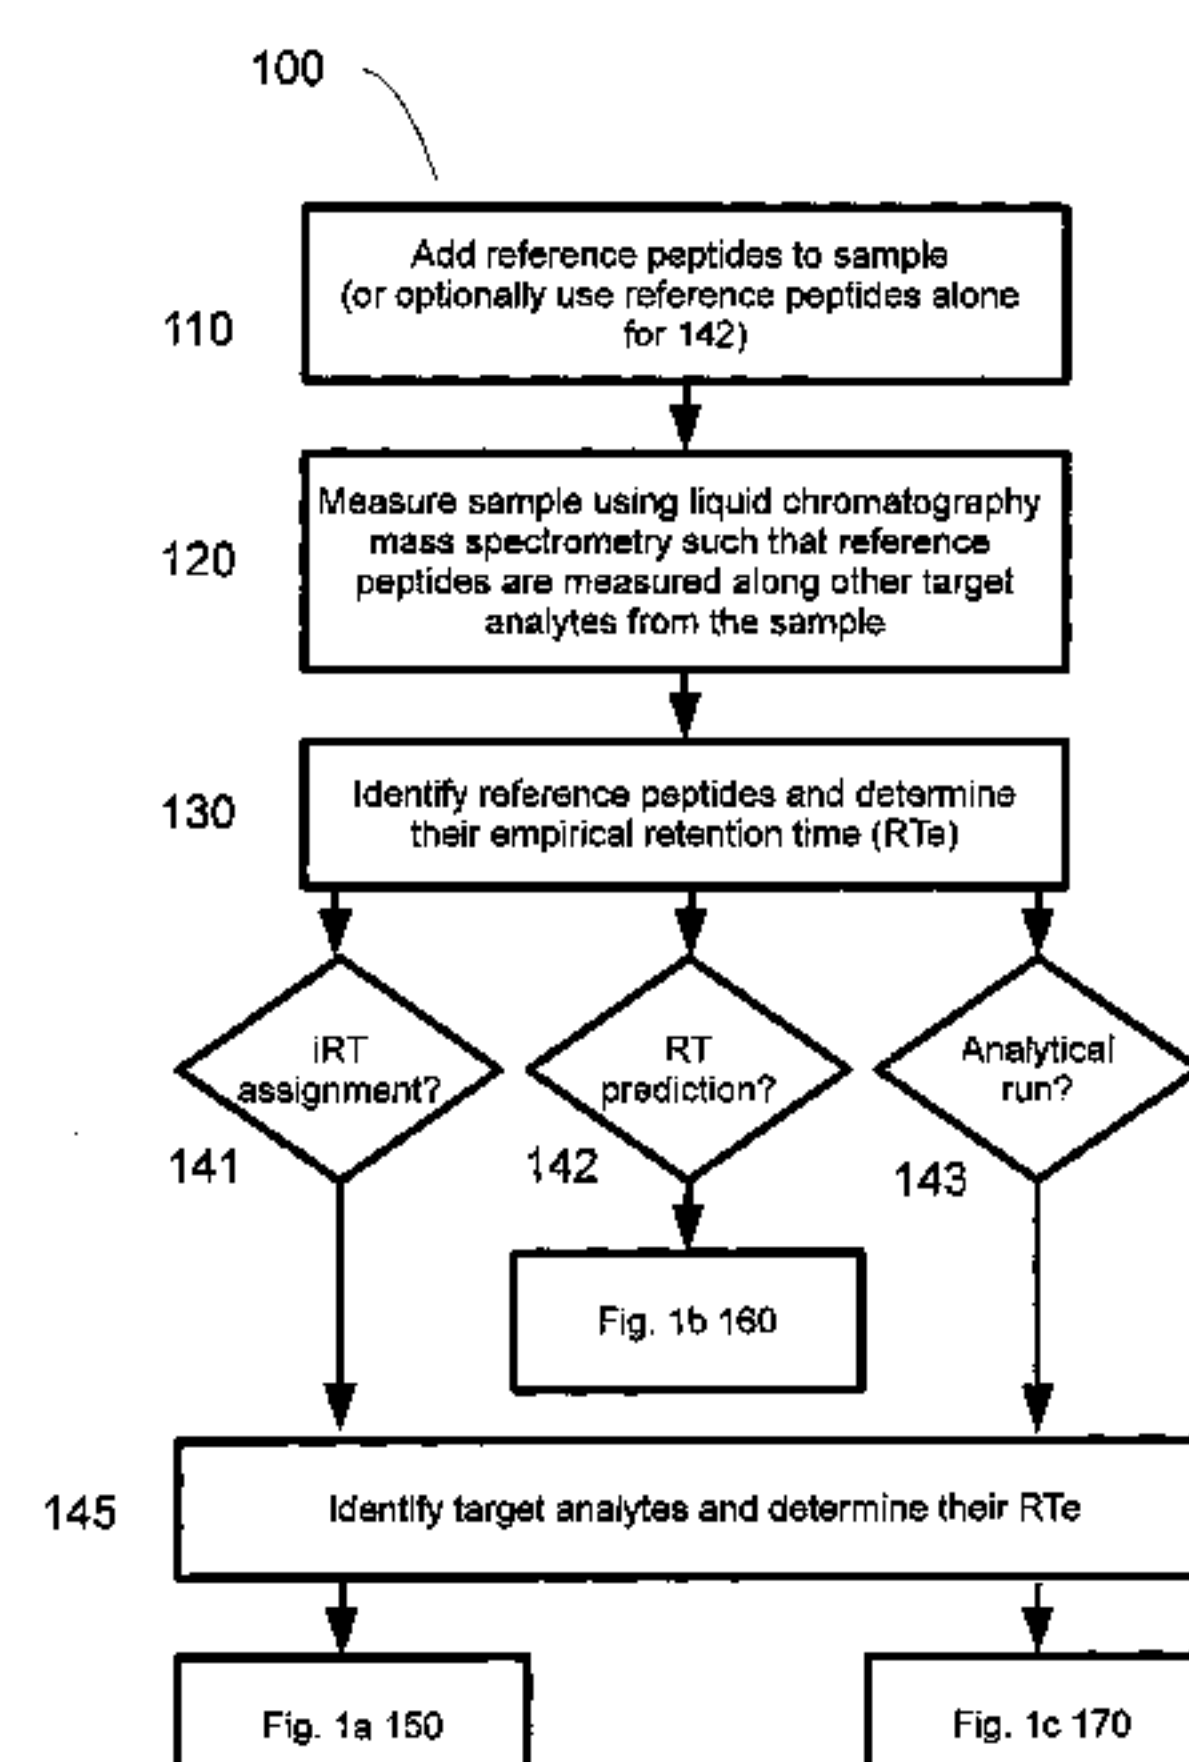 100
Add reference peptides to sample
(or optionally use reference peptides alone
for 142)
110
Measure sample using liquid chromatography
mass spectrometry such that reference
peptides are measured along other target
analytes from the sample
120
Identify reference peptides and determine
their empirical retention time (RTe)
130
iRT
assignment?
141
RT
prediction?
142
Analytical
run?
143
Fig. 1b 160
Identify target analytes and determine their RTe
145
Fig. 1a 150
Fig. 1c 170